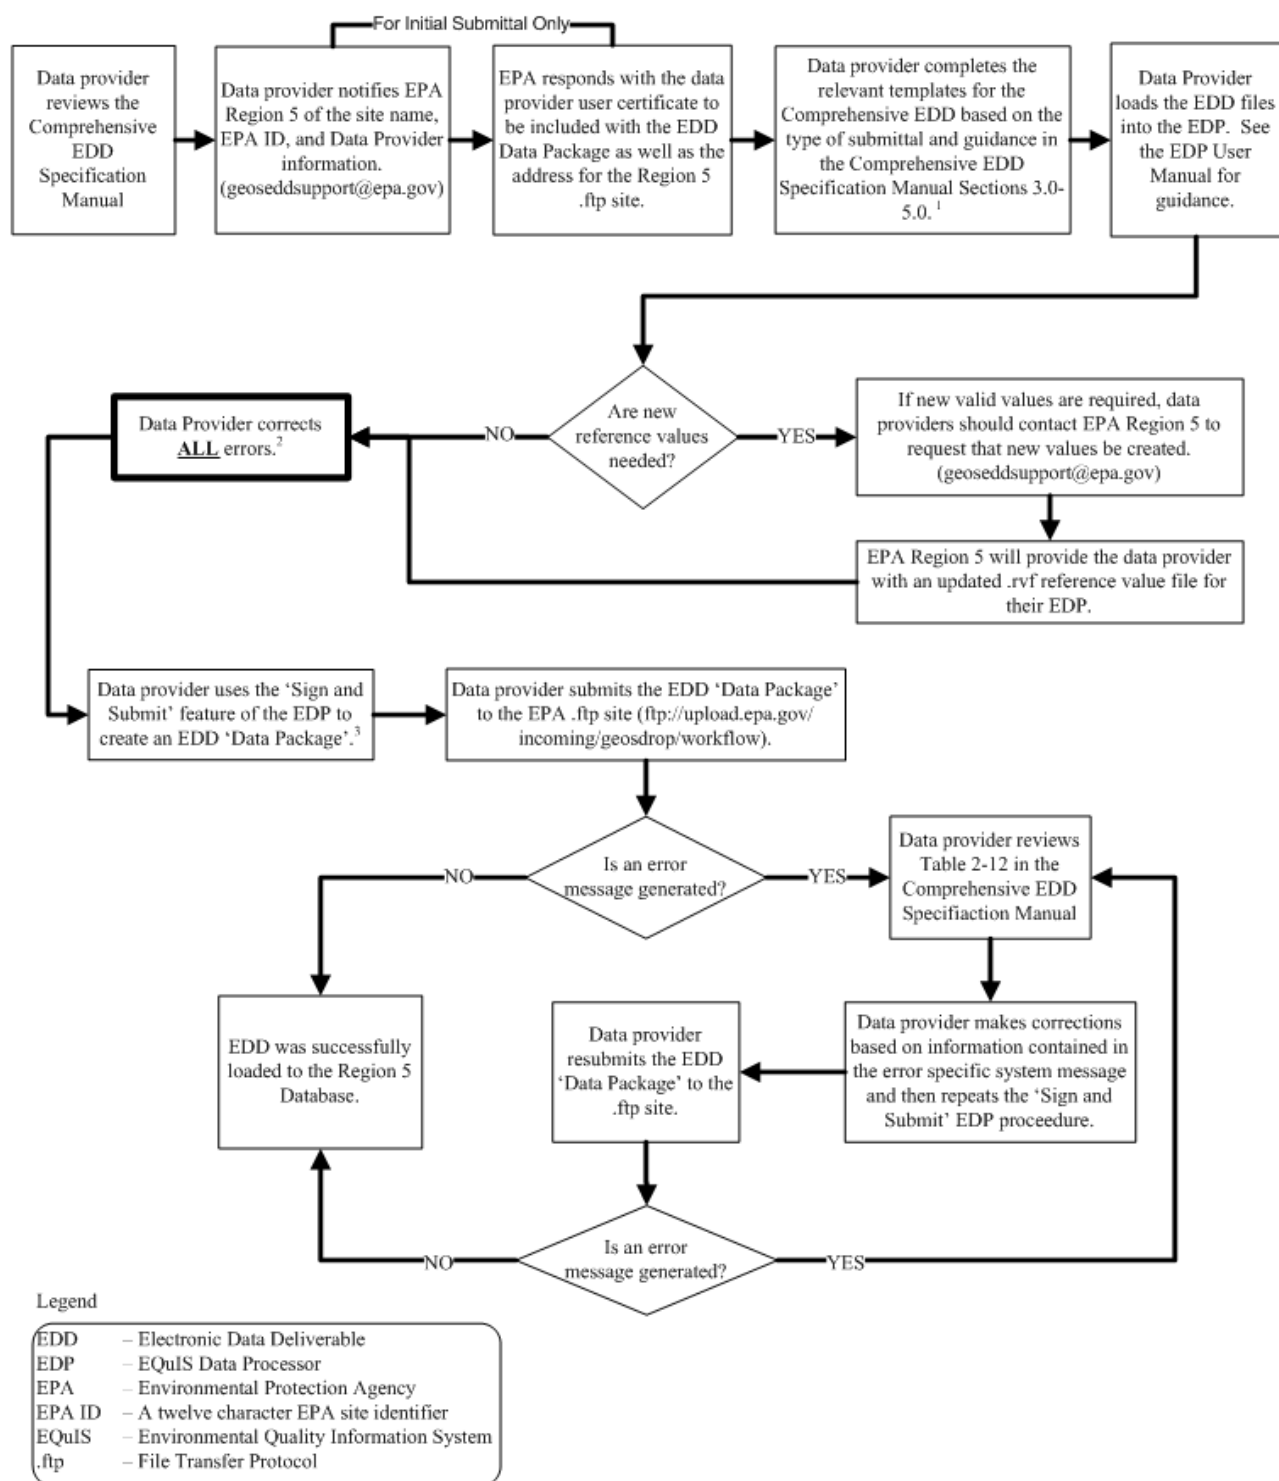 For Initial Submittal Only
Data provider
reviews the
Comprehensive
EDD
Specification
Manual
Data provider notifies EPA
Region 5 of the site name,
EPA ID, and Data Provider
information.
(geoseddsupport@epa.gov)
EPA responds with the data
provider user certificate to
be included with the EDD
Data Package as well as the
address for the Region 5
.ftp site.
Data provider completes the
relevant templates for the
Comprehensive EDD based on the
type of submittal and guidance in
the Comprehensive EDD
Specification Manual Sections 3.0-
5.0. 1
Data Provider
loads the EDD files
into the EDP. See
the EDP User
Manual for
guidance.
Are new
reference values
needed?
NO
YES
Data Provider corrects
ALL errors.2
If new valid values are required, data
providers should contact EPA Region 5 to
request that new values be created.
(geoseddsupport@epa.gov)
EPA Region 5 will provide the data provider
with an updated .rvf reference value file for
their EDP.
Data provider uses the ‘Sign and
Submit’ feature of the EDP to
create an EDD ‘Data Package’.3
Data provider submits the EDD ‘Data Package’
to the EPA .ftp site (ftp://upload.epa.gov/
incoming/geosdrop/workflow).
Is an error
message generated?
NO
YES
Data provider reviews
Table 2-12 in the
Comprehensive EDD
Specifiaction Manual
EDD was successfully
loaded to the Region 5
Database.
Data provider
resubmits the EDD
‘Data Package’ to the
.ftp site.
Data provider makes corrections
based on information contained in
the error specific system message
and then repeats the ‘Sign and
Submit’ EDP proceedure.
Is an error
message generated?
NO
YES
Legend
EDD – Electronic Data Deliverable
EDP – EQuIS Data Processor
EPA – Environmental Protection Agency
EPA ID – A twelve character EPA site identifier
EQuIS – Environmental Quality Information System
.ftp – File Transfer Protocol